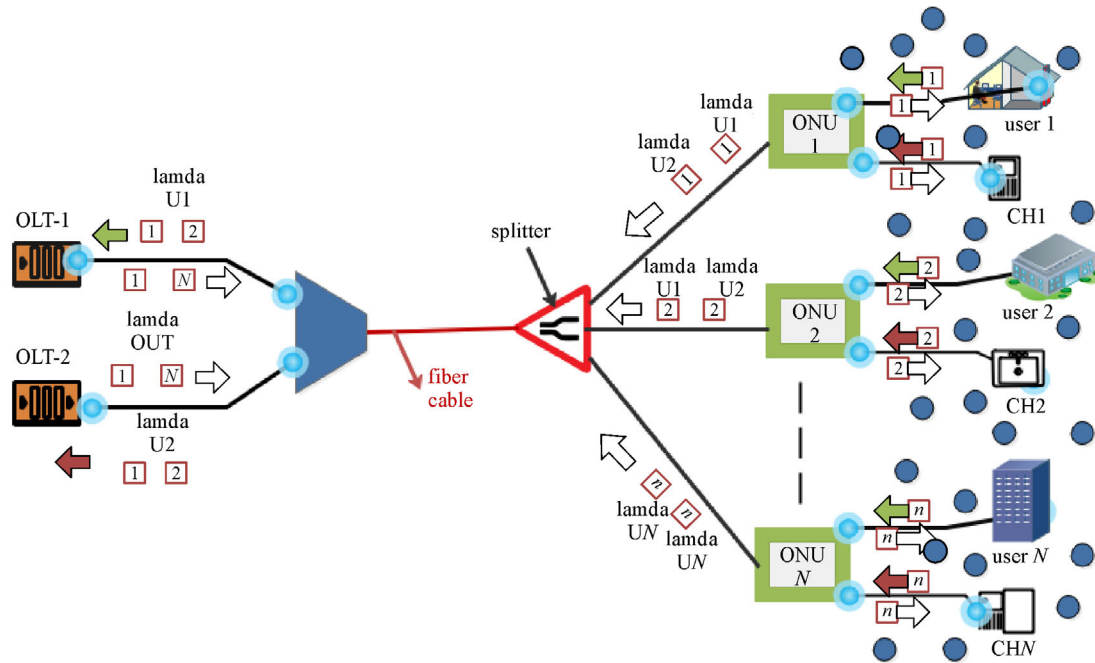 lamda
U1
OLT-1
1 2
1 N
lamda
OUT
OLT-2
1 N
lamda
U2
1 2
fiber
cable
splitter
lamda
U1
lamda
U2
1
1
lamda
U1
lamda
U2
2 2
n
n
lamda
UN
lamda
UN
ONU
1
1
1
user 1
1
1
CH1
ONU
2
2
2
user 2
2
2
CH2
ONU
N
n
n
user N
n
n
CHN